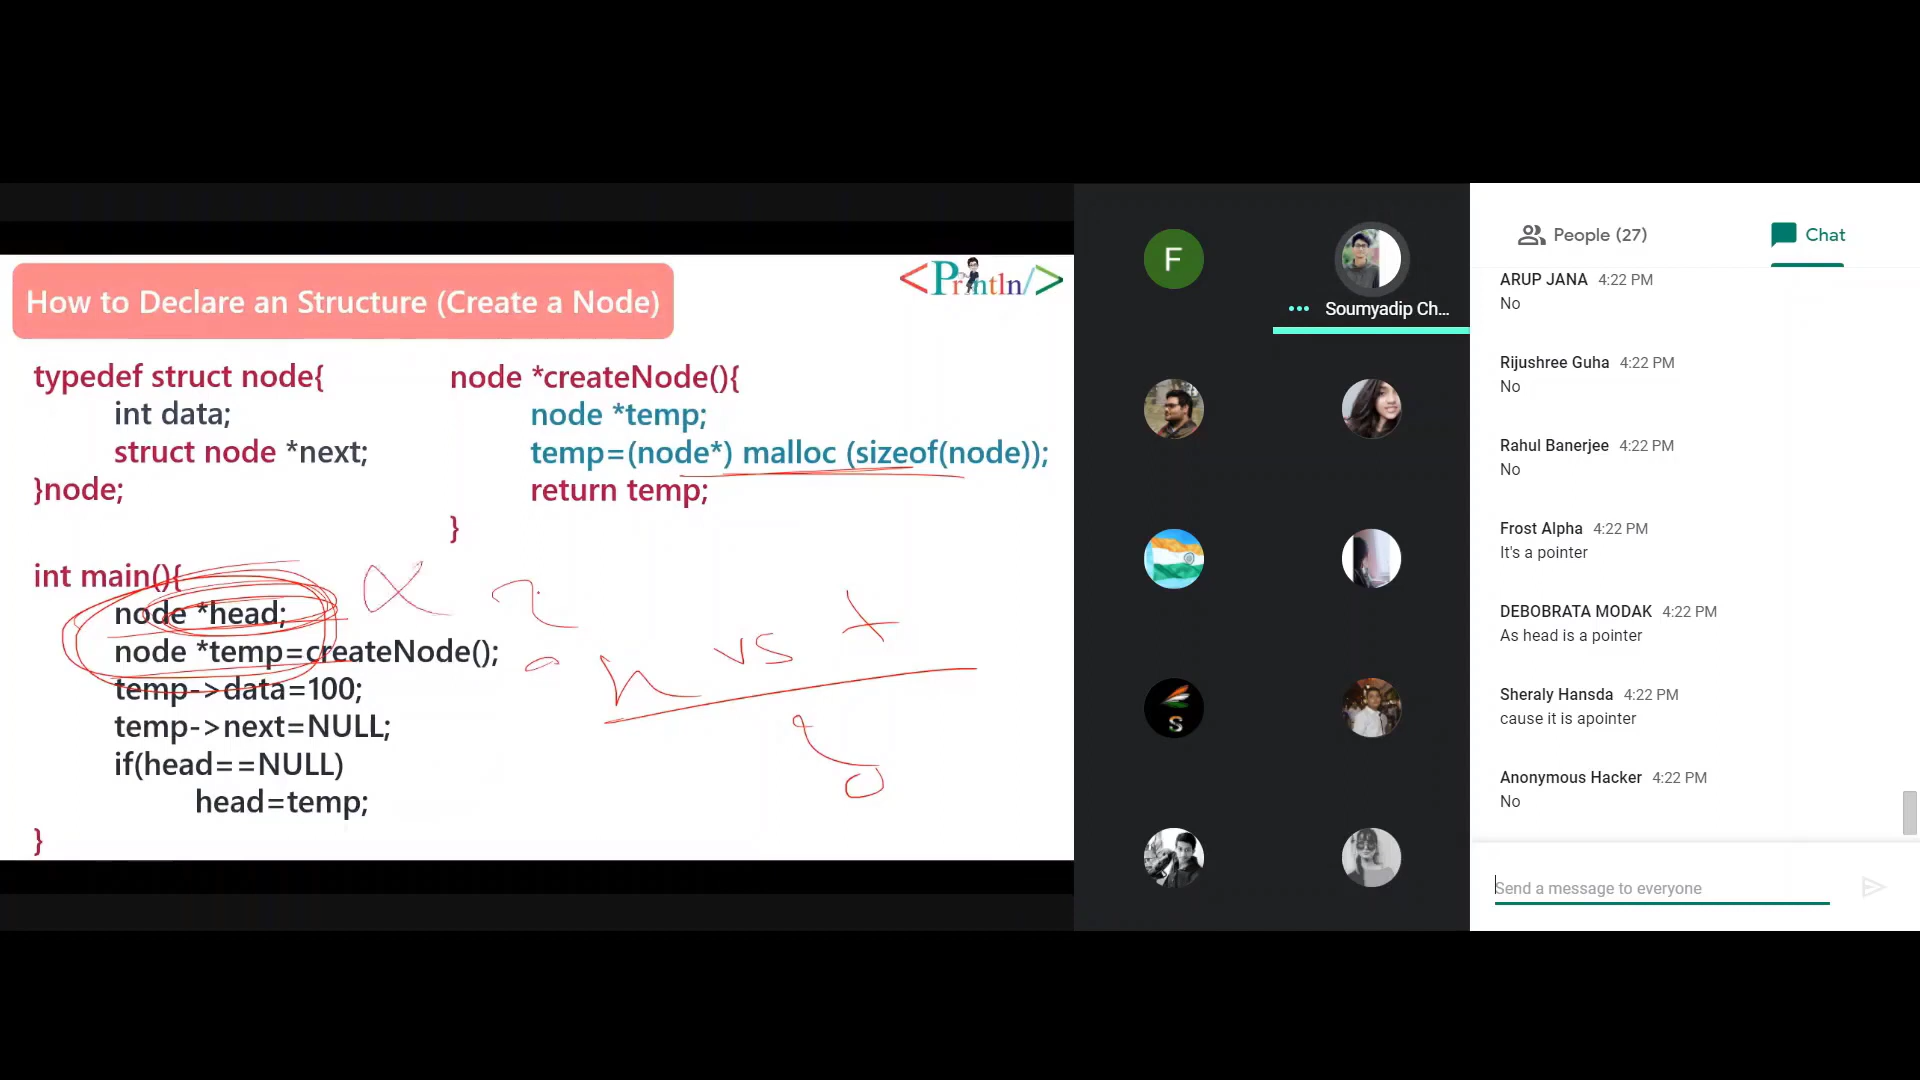 How to Declare an Structure (Create a Node)
<Println/>
typedef struct node{
int data;
struct node *next;
}node;
node *createNode(){
node *temp;
temp=(node*) malloc (sizeof(node));
return temp;
}
int main(){
node *head;
node *temp=createNode();
temp->data=100;
temp->next=NULL;
if(head==NULL)
head=temp;
}
h vs t
F
Soumyadip Ch...
S
People (27)
Chat
ARUP JANA 4:22 PM
No
Rijushree Guha 4:22 PM
No
Rahul Banerjee 4:22 PM
No
Frost Alpha 4:22 PM
It's a pointer
DEBOBRATA MODAK 4:22 PM
As head is a pointer
Sheraly Hansda 4:22 PM
cause it is apointer
Anonymous Hacker 4:22 PM
No
Send a message to everyone